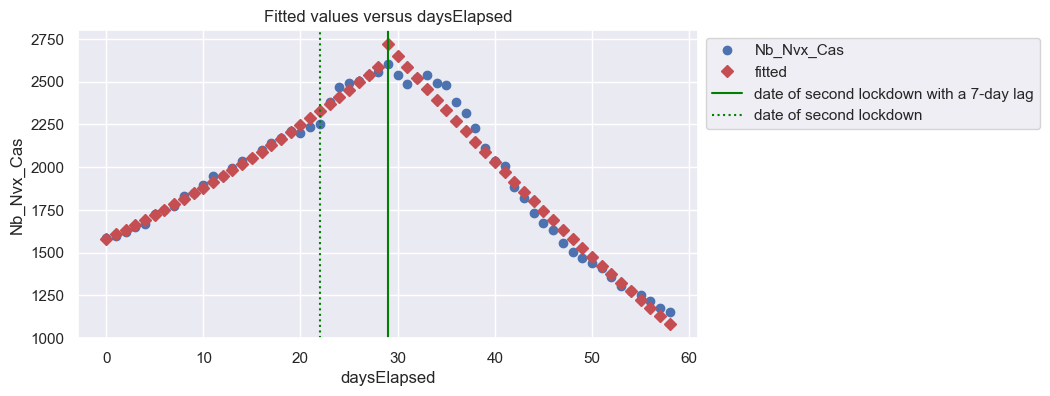 Fitted values versus daysElapsed
Nb_Nvx_Cas
2750
2500
2250
2000
1750
1500
1250
1000
0
10
20
30
40
50
60
daysElapsed
Nb_Nvx_Cas
fitted
date of second lockdown with a 7-day lag
date of second lockdown